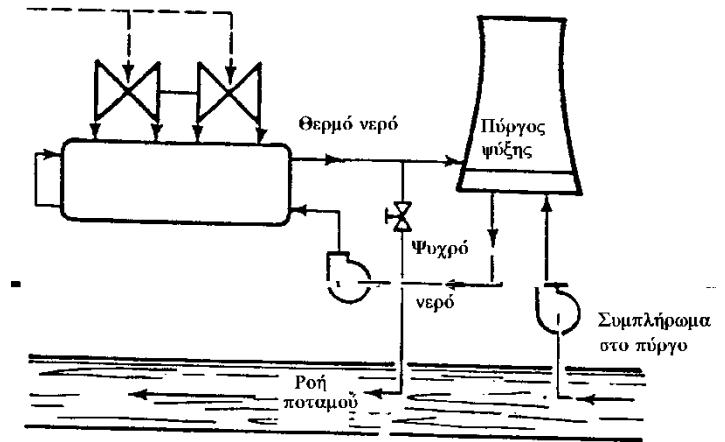 Θερμό νερό
Πύργος
ψύξης
Ψυχρό
νερό
Συμπλήρωμα
στο πύργο
Ροή
ποταμού